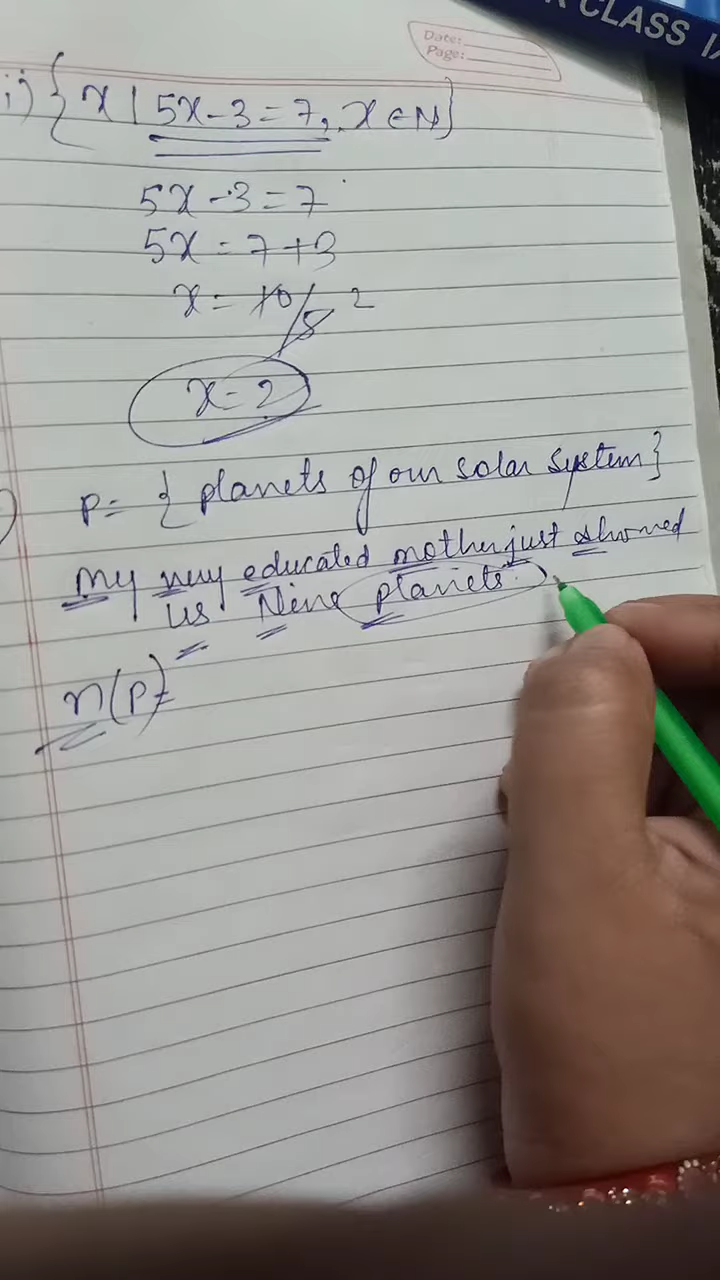 CLASS IX
Date:
Page:
ii) {x | 5x-3=7, x∈N}
5x-3=7
5x=7+3
x=10/5 2
x=2
P= {planets of our solar system}
My very educated mother just showed
us Nine planets.
n(P)=